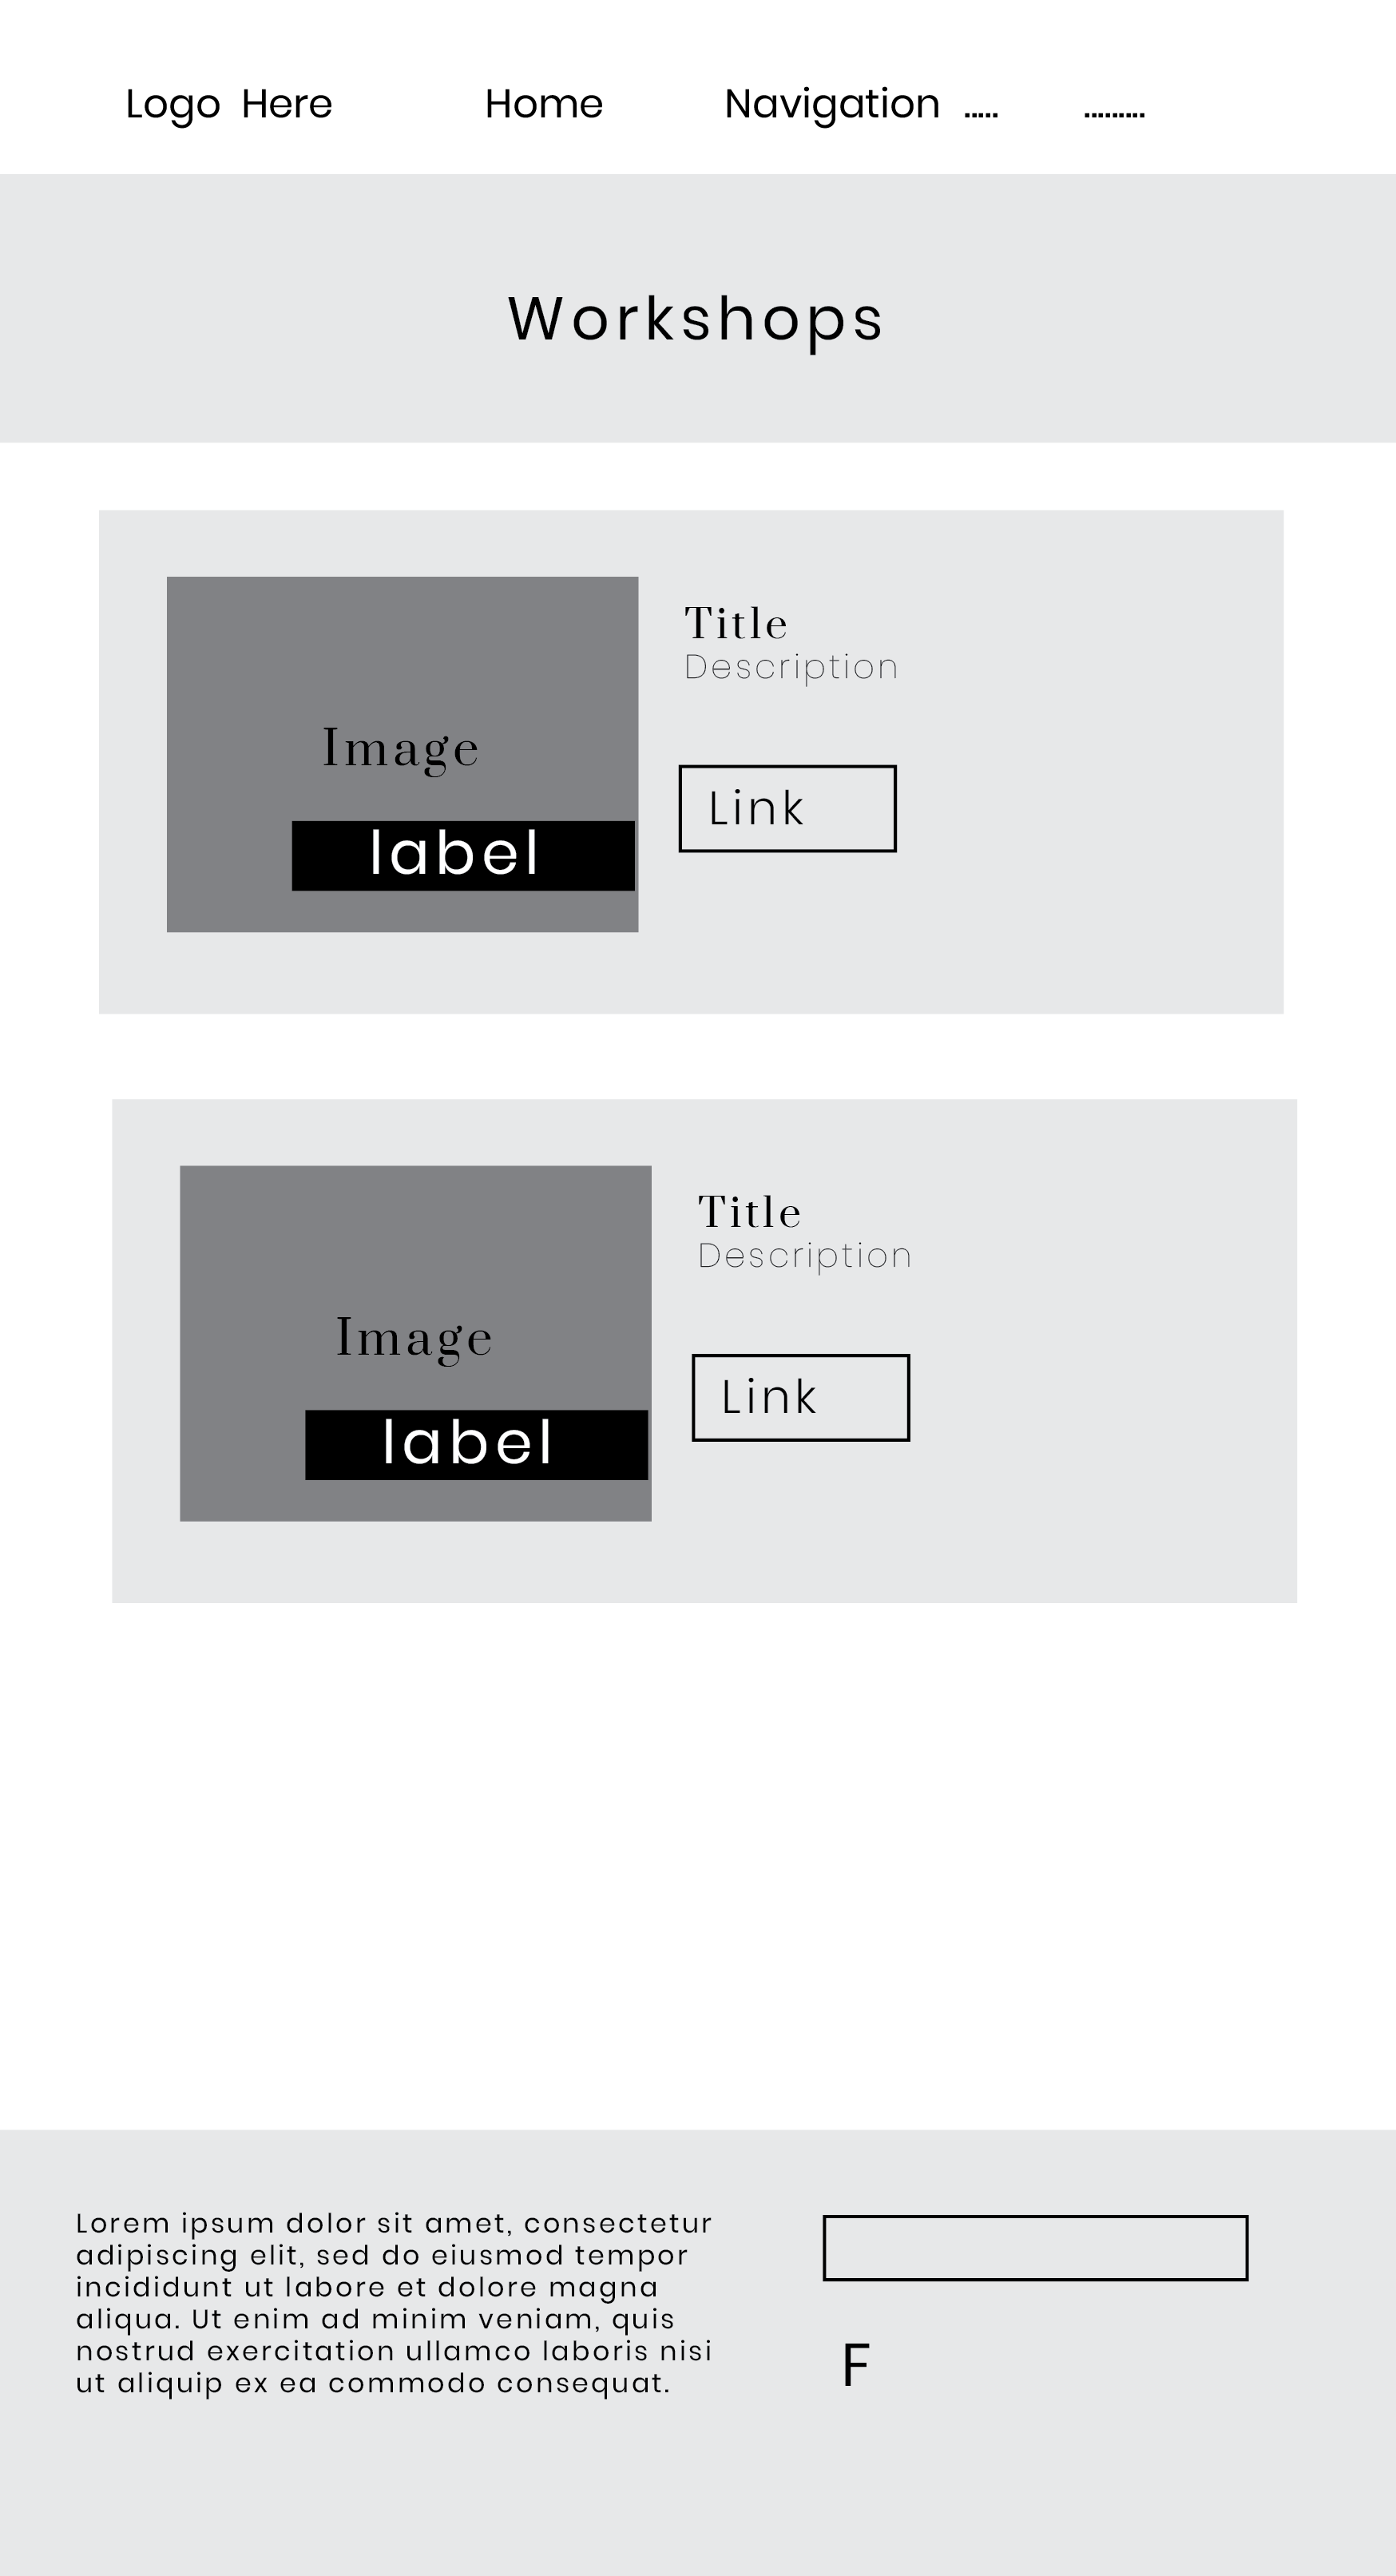 Logo Here Home Navigation ..... .........
Workshops
Title
Description
Image
Link
label
Title
Description
Image
Link
label
Lorem ipsum dolor sit amet, consectetur
adipiscing elit, sed do eiusmod tempor
incididunt ut labore et dolore magna
aliqua. Ut enim ad minim veniam, quis
nostrud exercitation ullamco laboris nisi
ut aliquip ex ea commodo consequat.
F